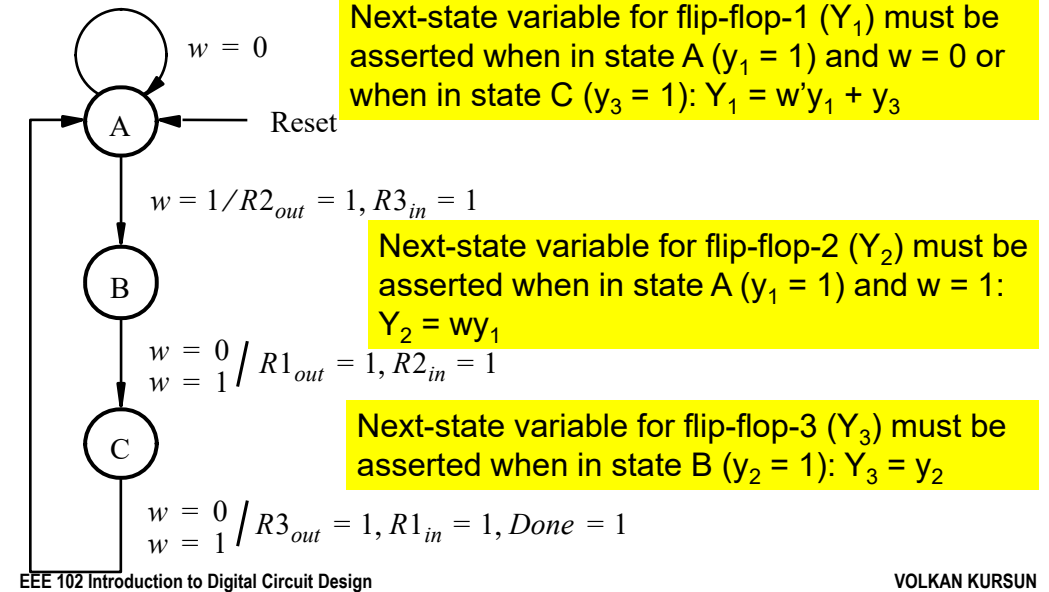 Next-state variable for flip-flop-1 (Y₁) must be
asserted when in state A (y₁ = 1) and w = 0 or
when in state C (y₃ = 1): Y₁ = w’y₁ + y₃
w = 0
A
Reset
w = 1/R2out = 1, R3in = 1
Next-state variable for flip-flop-2 (Y₂) must be
asserted when in state A (y₁ = 1) and w = 1:
Y₂ = wy₁
B
w = 0
w = 1 / R1out = 1, R2in = 1
Next-state variable for flip-flop-3 (Y₃) must be
asserted when in state B (y₂ = 1): Y₃ = y₂
C
w = 0
w = 1 / R3out = 1, R1in = 1, Done = 1
EEE 102 Introduction to Digital Circuit Design
VOLKAN KURSUN